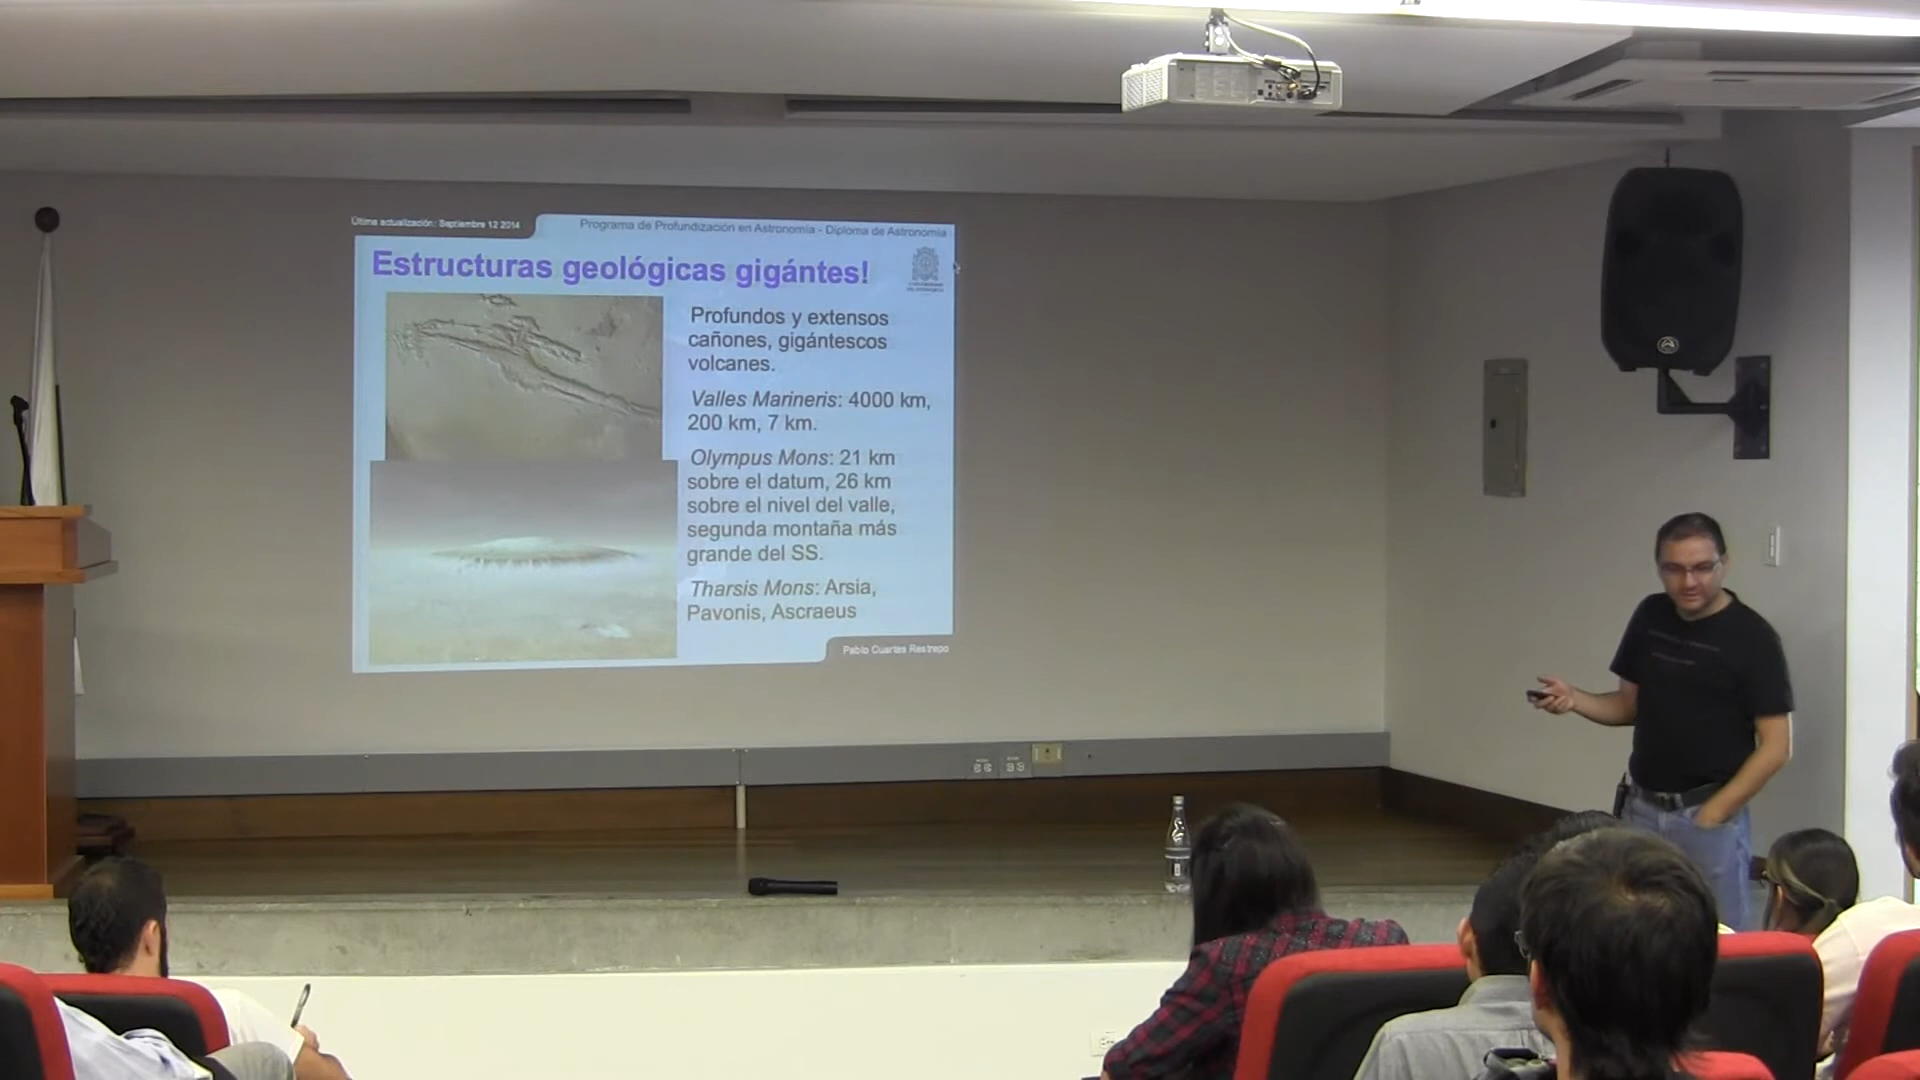 Última actualización: Septiembre 12 2014
Programa de Profundización en Astronomía - Diploma de Astronomía
Estructuras geológicas gigántes!
Profundos y extensos
cañones, gigántescos
volcanes.
Valles Marineris: 4000 km,
200 km, 7 km.
Olympus Mons: 21 km
sobre el datum, 26 km
sobre el nivel del valle,
segunda montaña más
grande del SS.
Tharsis Mons: Arsia,
Pavonis, Ascraeus
Pablo Cuartas Restrepo